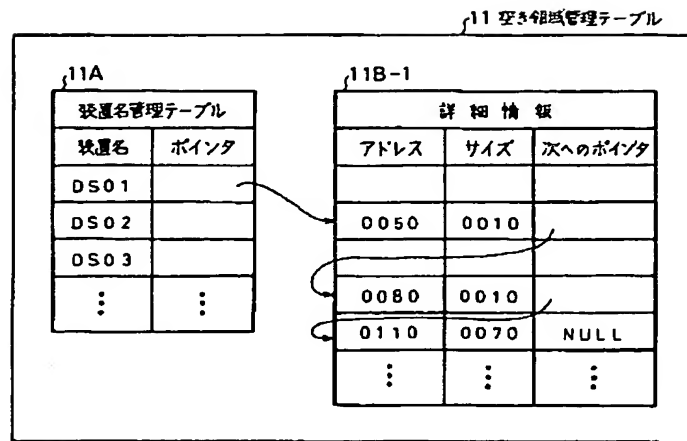 11 空き領域管理テーブル
11A
装置名管理テーブル
装置名 ポインタ
DS01
DS02
DS03
⋮ ⋮
11B-1
詳細情報
アドレス サイズ 次へのポインタ
0050 0010
0080 0010
0110 0070 NULL
⋮ ⋮ ⋮